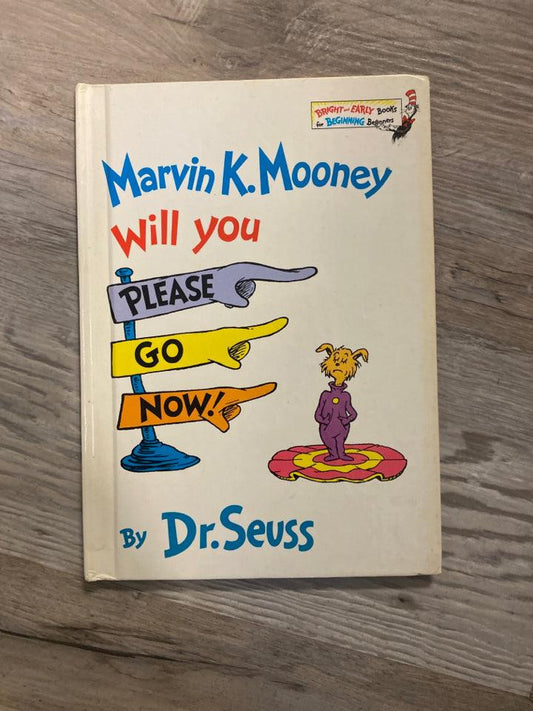 BRIGHT and EARLY Books
for BEGINNING Beginners
Marvin K. Mooney
Will you
PLEASE
GO
NOW!
By Dr. Seuss